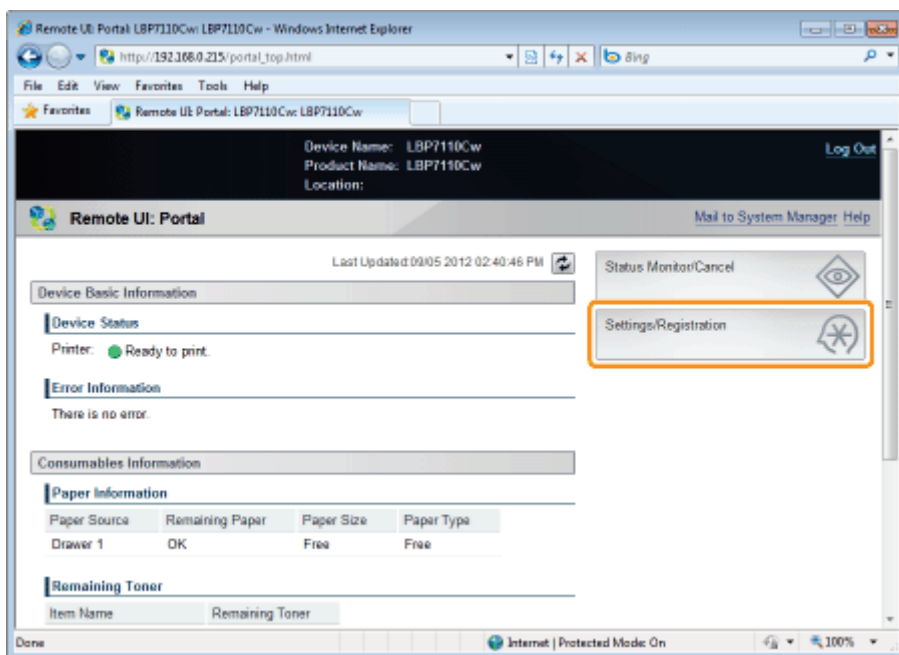 Remote UI: Portal: LBP7110Cw: LBP7110Cw - Windows Internet Explorer
http://192.168.0.215/portal_top.html
Bing
File Edit View Favorites Tools Help
Favorites Remote UI: Portal: LBP7110Cw: LBP7110Cw
Device Name: LBP7110Cw
Log Out
Product Name: LBP7110Cw
Location:
Remote UI: Portal
Mail to System Manager Help
Last Updated:09/05 2012 02:40:46 PM
Status Monitor/Cancel
Device Basic Information
Device Status
Settings/Registration
Printer: Ready to print.
Error Information
There is no error.
Consumables Information
Paper Information
Paper Source Remaining Paper Paper Size Paper Type
Drawer 1 OK Free Free
Remaining Toner
Item Name Remaining Toner
Done Internet | Protected Mode: On 100%